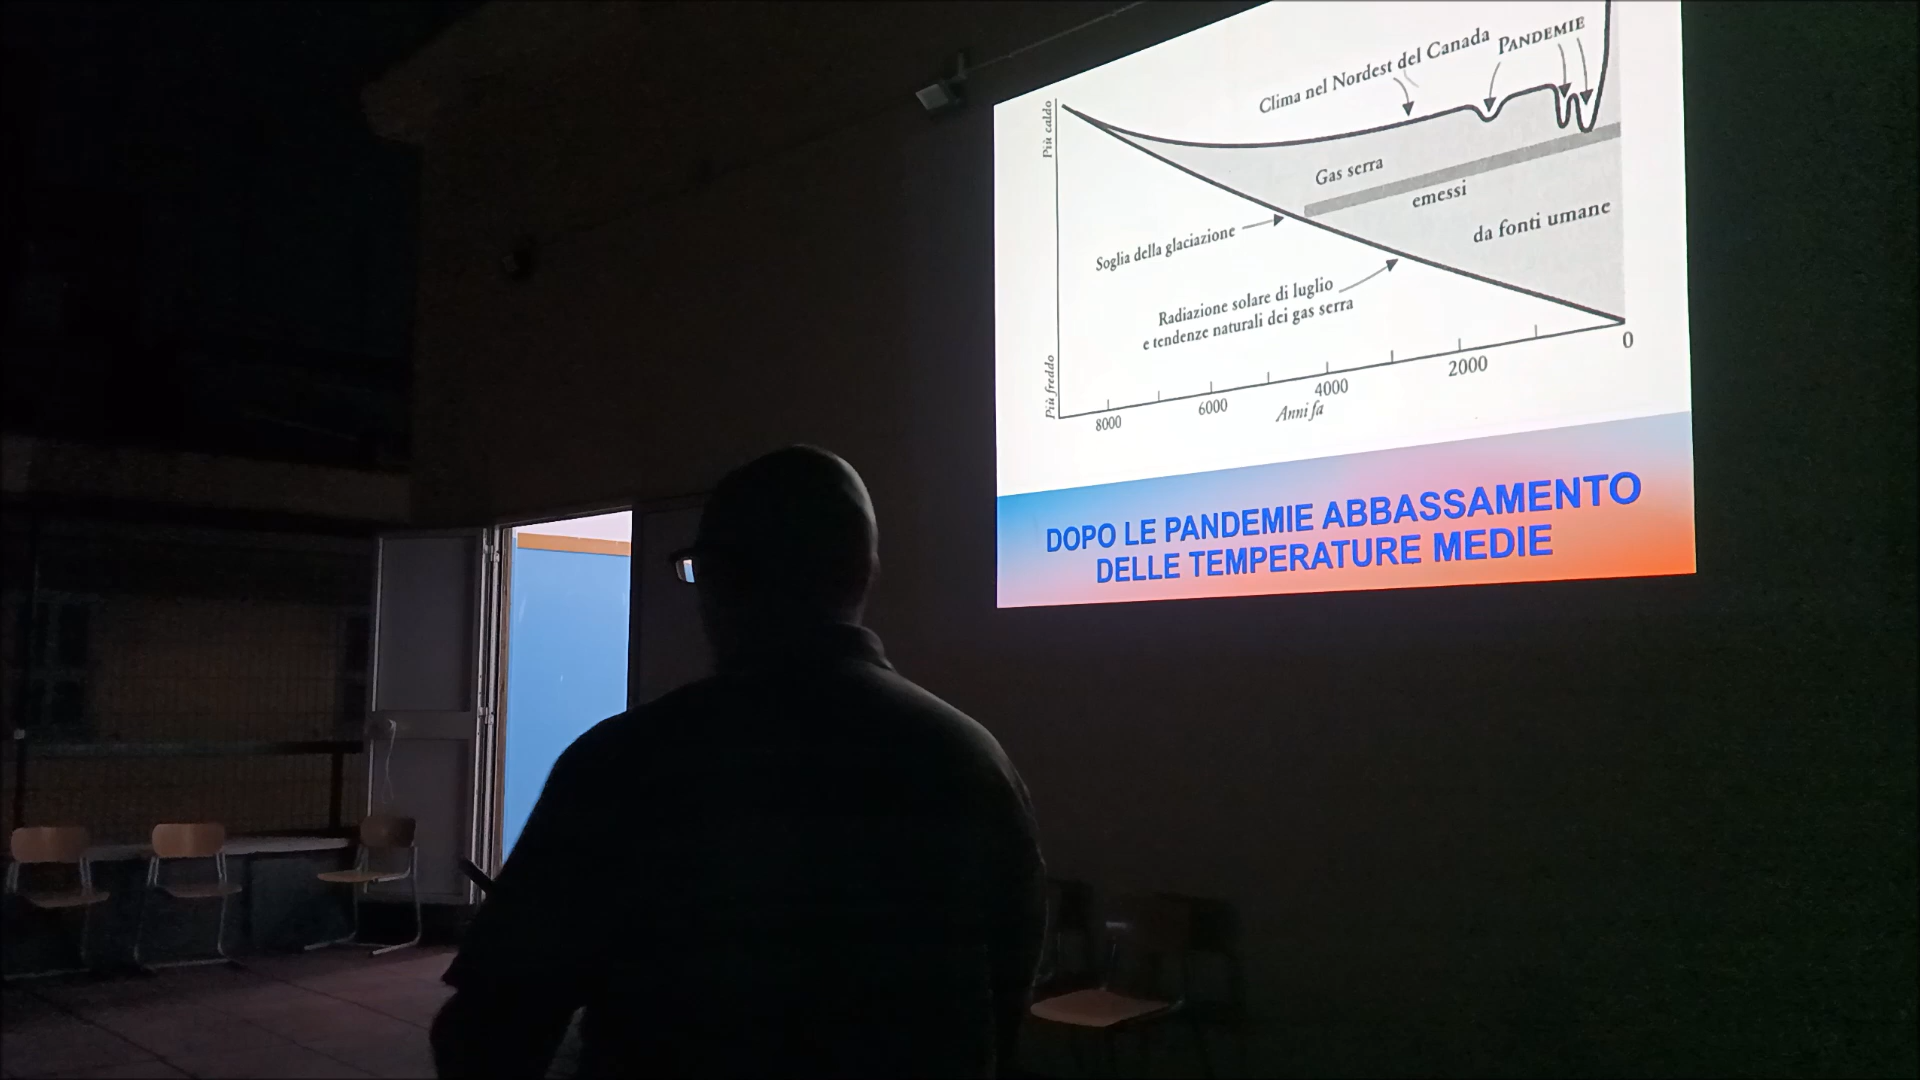 Clima nel Nordest del Canada
PANDEMIE
Più caldo
Gas serra
emessi
da fonti umane
Soglia della glaciazione
Radiazione solare di luglio
e tendenze naturali dei gas serra
Più freddo
8000
6000
4000
2000
0
Anni fa
DOPO LE PANDEMIE ABBASSAMENTO
DELLE TEMPERATURE MEDIE